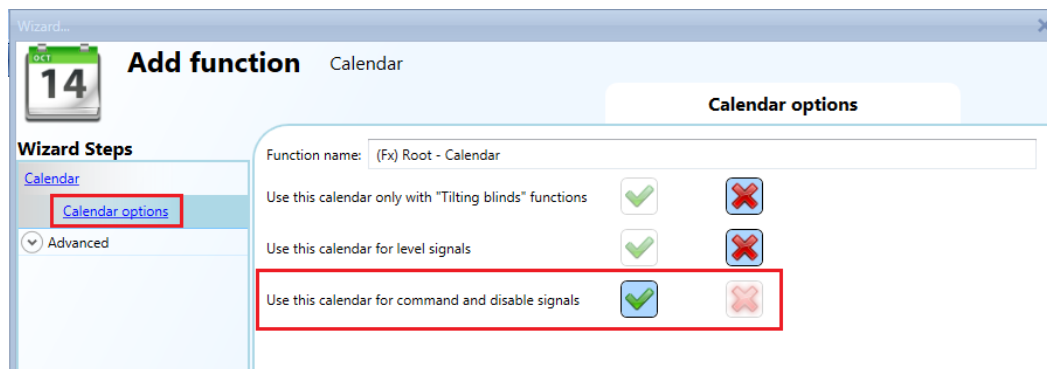 Wizard...
OCT
14
Add function Calendar
Calendar options
Wizard Steps
Calendar
Calendar options
Advanced
Function name: (Fx) Root - Calendar
Use this calendar only with "Tilting blinds" functions
Use this calendar for level signals
Use this calendar for command and disable signals